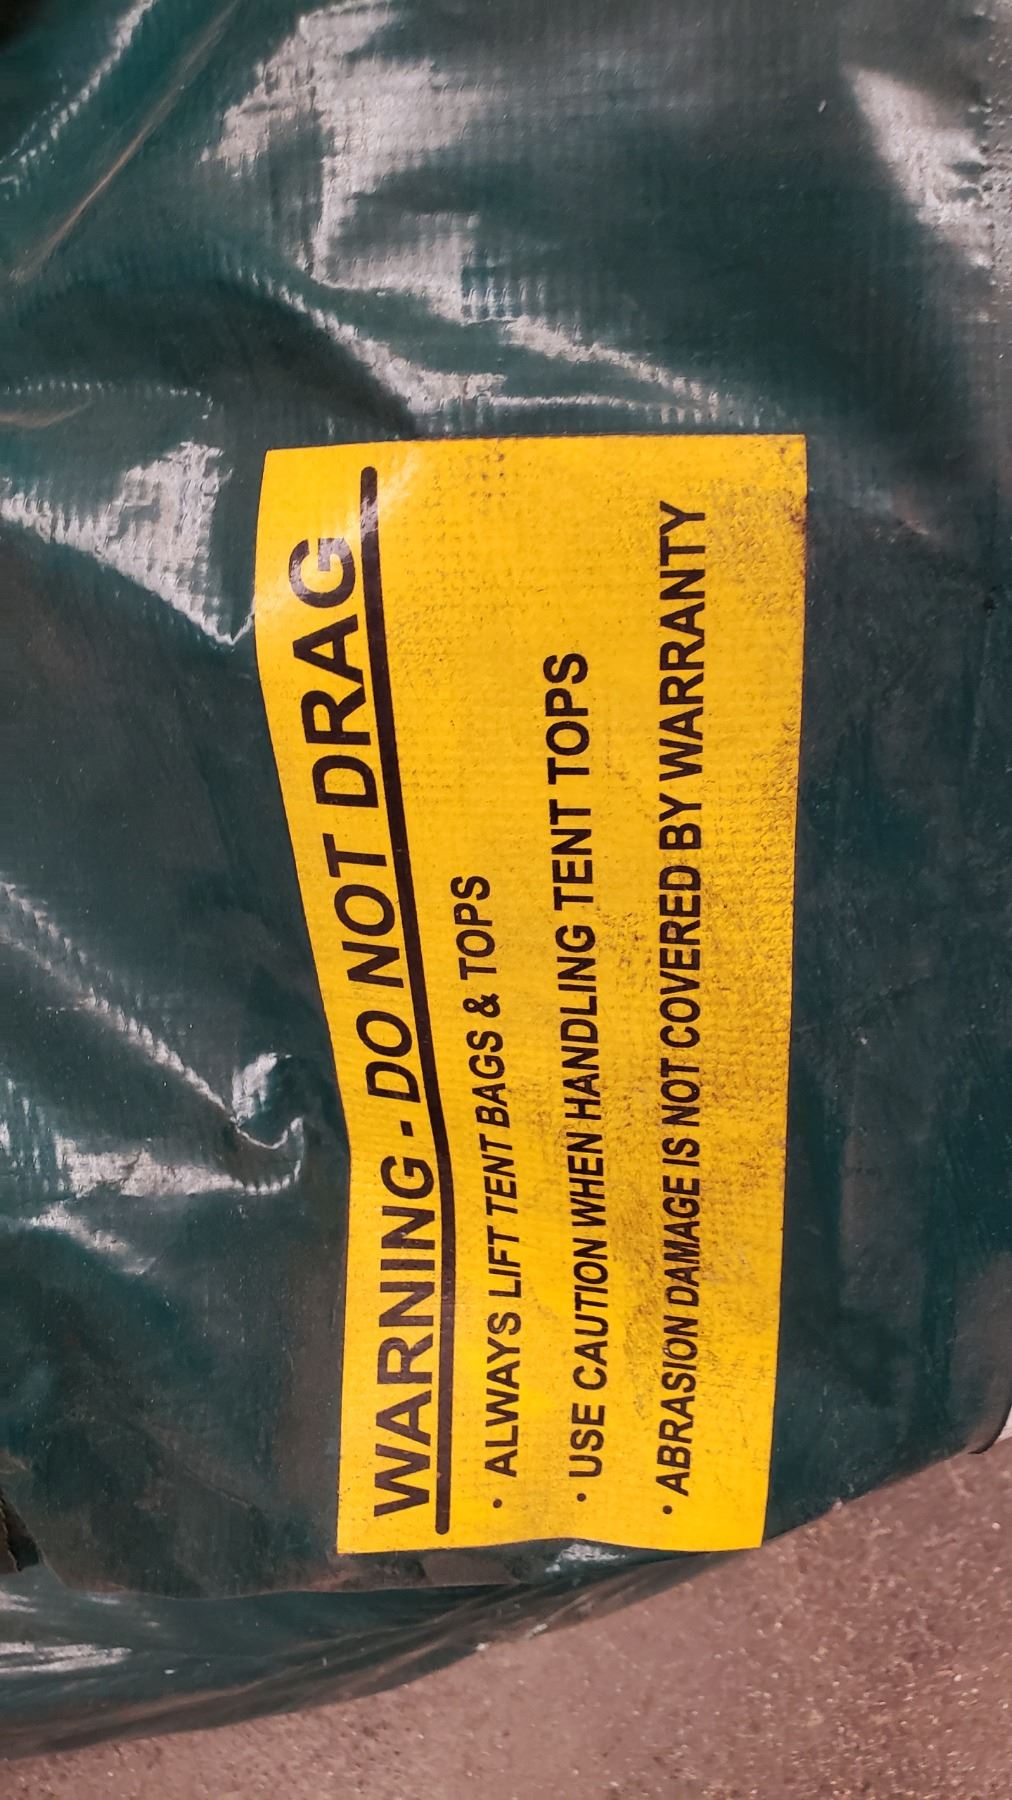 WARNING - DO NOT DRAG
• ALWAYS LIFT TENT BAGS & TOPS
• USE CAUTION WHEN HANDLING TENT TOPS
• ABRASION DAMAGE IS NOT COVERED BY WARRANTY